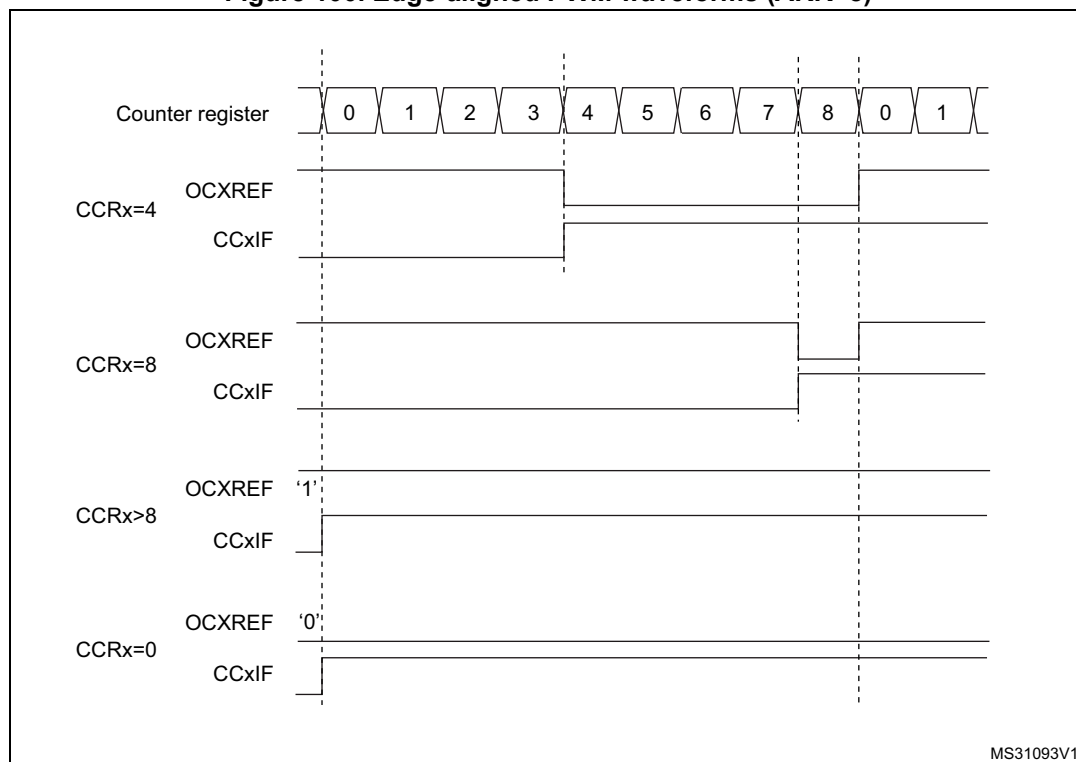 Figure Edge-aligned PWM waveforms (ARR=8)
Counter register 0 1 2 3 4 5 6 7 8 0 1
OCXREF
CCRx=4
CCxIF
OCXREF
CCRx=8
CCxIF
OCXREF '1'
CCRx>8
CCxIF
OCXREF '0'
CCRx=0
CCxIF
MS31093V1